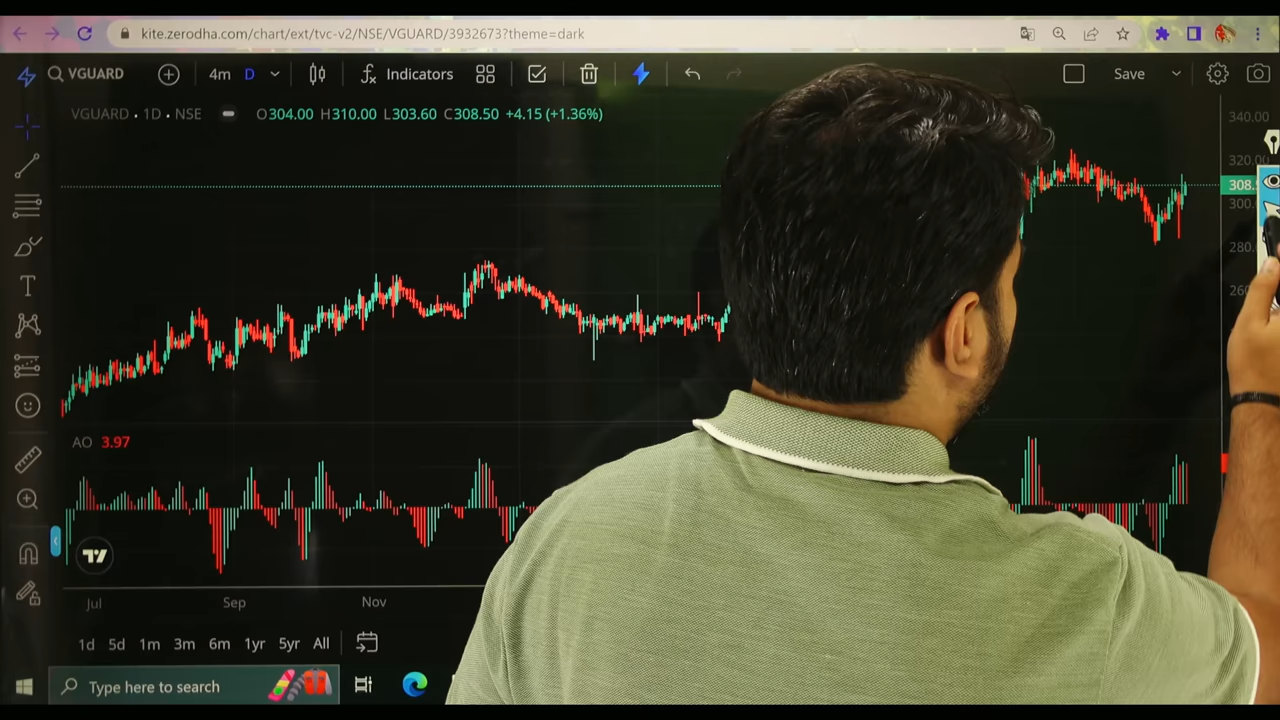 kite.zerodha.com/chart/ext/tvc-v2/NSE/VGUARD/3932673?theme=dark
VGUARD 4m D Indicators Save
VGUARD • 1D • NSE O304.00 H310.00 L303.60 C308.50 +4.15 (+1.36%)
340.00
320.00
308.
300.
280.
260
AO 3.97
Jul Sep Nov
1d 5d 1m 3m 6m 1yr 5yr All
Type here to search